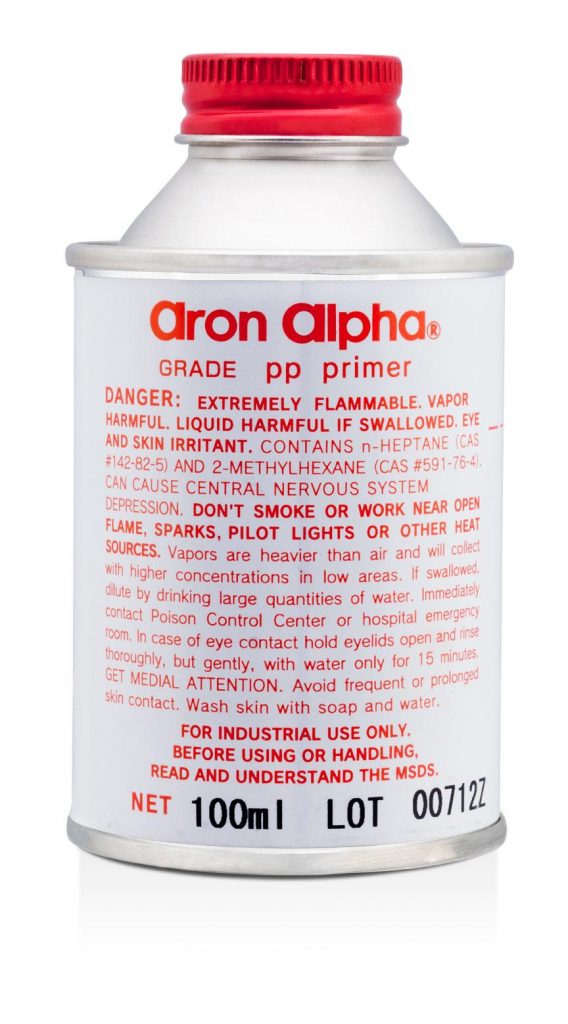 aron alpha®
GRADE pp primer
DANGER: EXTREMELY FLAMMABLE. VAPOR
HARMFUL. LIQUID HARMFUL IF SWALLOWED. EYE
AND SKIN IRRITANT. CONTAINS n-HEPTANE (CAS
#142-82-5) AND 2-METHYLHEXANE (CAS #591-76-4).
CAN CAUSE CENTRAL NERVOUS SYSTEM
DEPRESSION. DON'T SMOKE OR WORK NEAR OPEN
FLAME, SPARKS, PILOT LIGHTS OR OTHER HEAT
SOURCES. Vapors are heavier than air and will collect
with higher concentrations in low areas. If swallowed,
dilute by drinking large quantities of water. Immediately
contact Poison Control Center or hospital emergency
room. In case of eye contact hold eyelids open and rinse
thoroughly, but gently, with water only for 15 minutes.
GET MEDIAL ATTENTION. Avoid frequent or prolonged
skin contact. Wash skin with soap and water.
FOR INDUSTRIAL USE ONLY.
BEFORE USING OR HANDLING,
READ AND UNDERSTAND THE MSDS.
NET 100ml LOT 00712Z